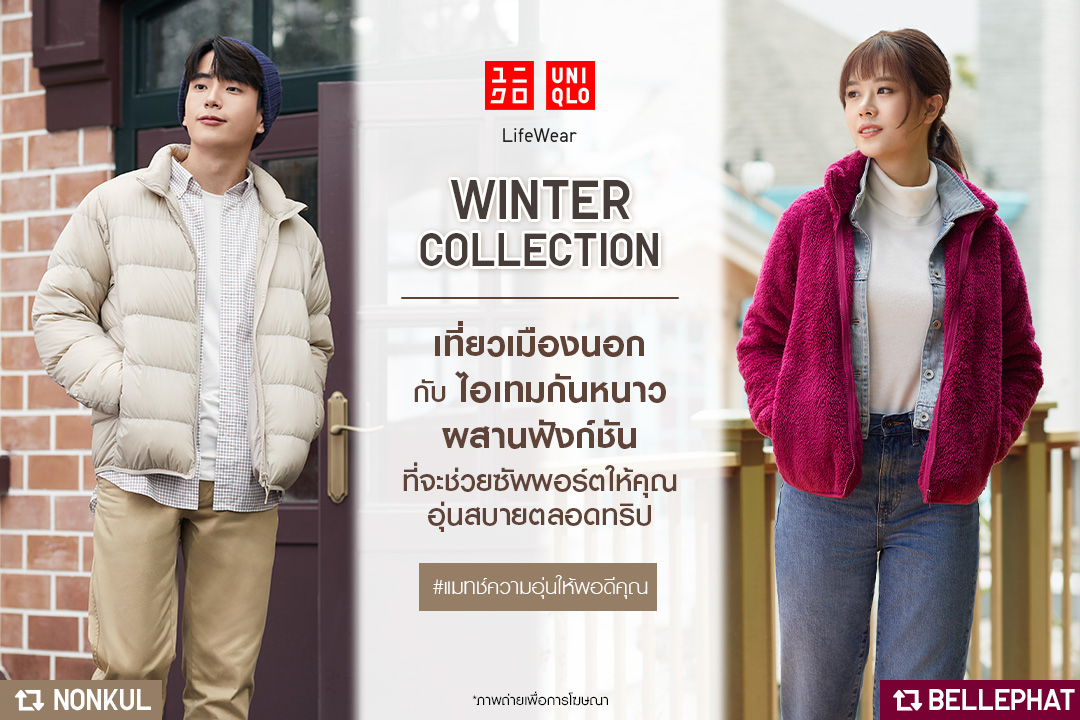 ユニ
クロ
UNI
QLO
LifeWear
WINTER
COLLECTION
เที่ยวเมืองนอก
กับ ไอเทมกันหนาว
ผสานฟังก์ชัน
ที่จะช่วยซัพพอร์ตให้คุณ
อุ่นสบายตลอดทริป
#แมทช์ความอุ่นให้พอดีคุณ
NONKUL
*ภาพถ่ายเพื่อการโฆษณา
BELLEPHAT